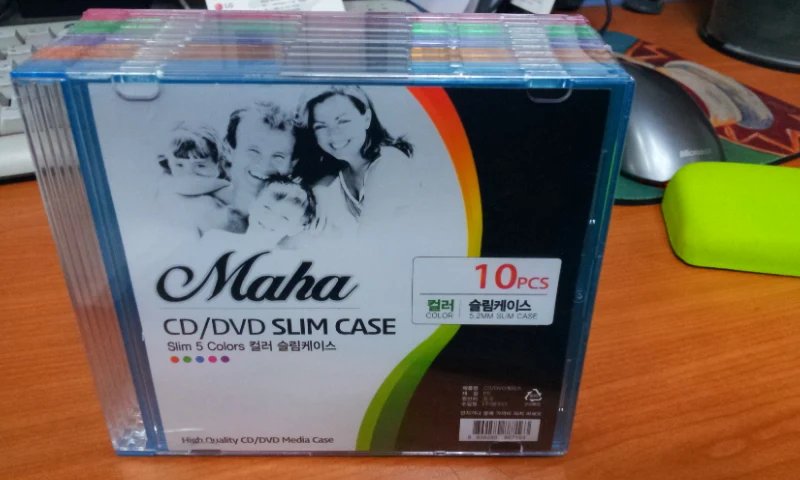 LG
Microsoft
Maha
10PCS
컬러 슬림케이스
COLOR 5.2MM SLIM CASE
CD/DVD SLIM CASE
Slim 5 Colors 컬러 슬림케이스
High Quality CD/DVD Media Case